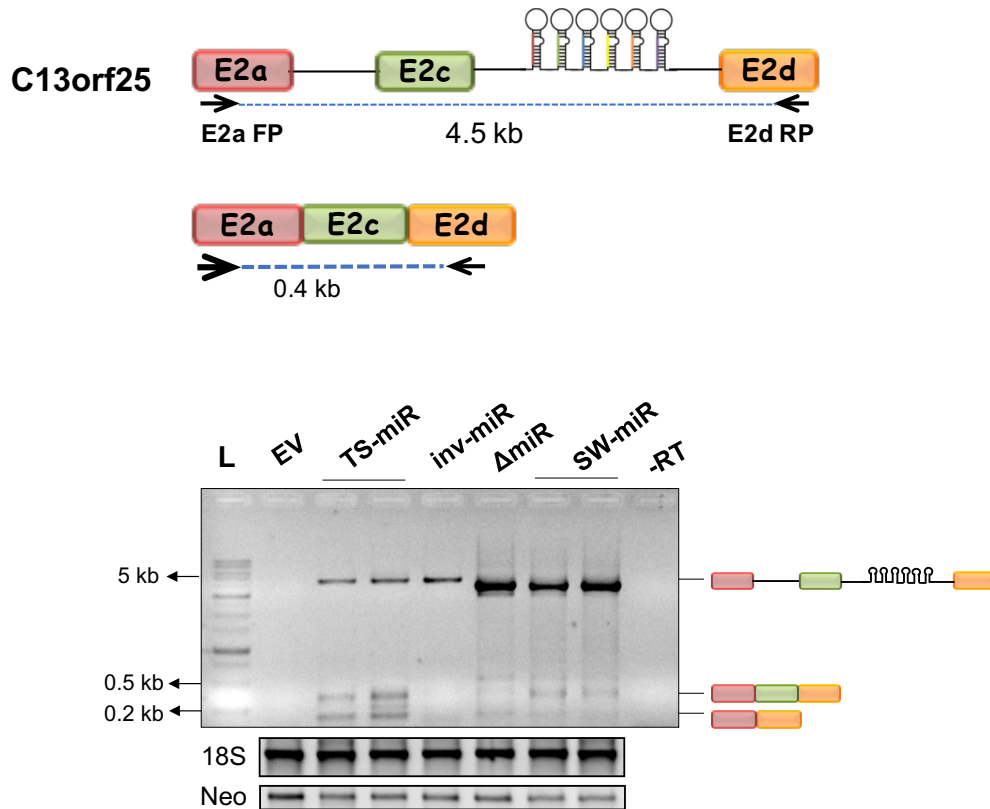 C13orf25
E2a E2c E2d
E2a FP 4.5 kb E2d RP
E2a E2c E2d
0.4 kb
L EV TS-miR inv-miR ΔmiR SW-miR -RT
5 kb
0.5 kb
0.2 kb
18S
Neo